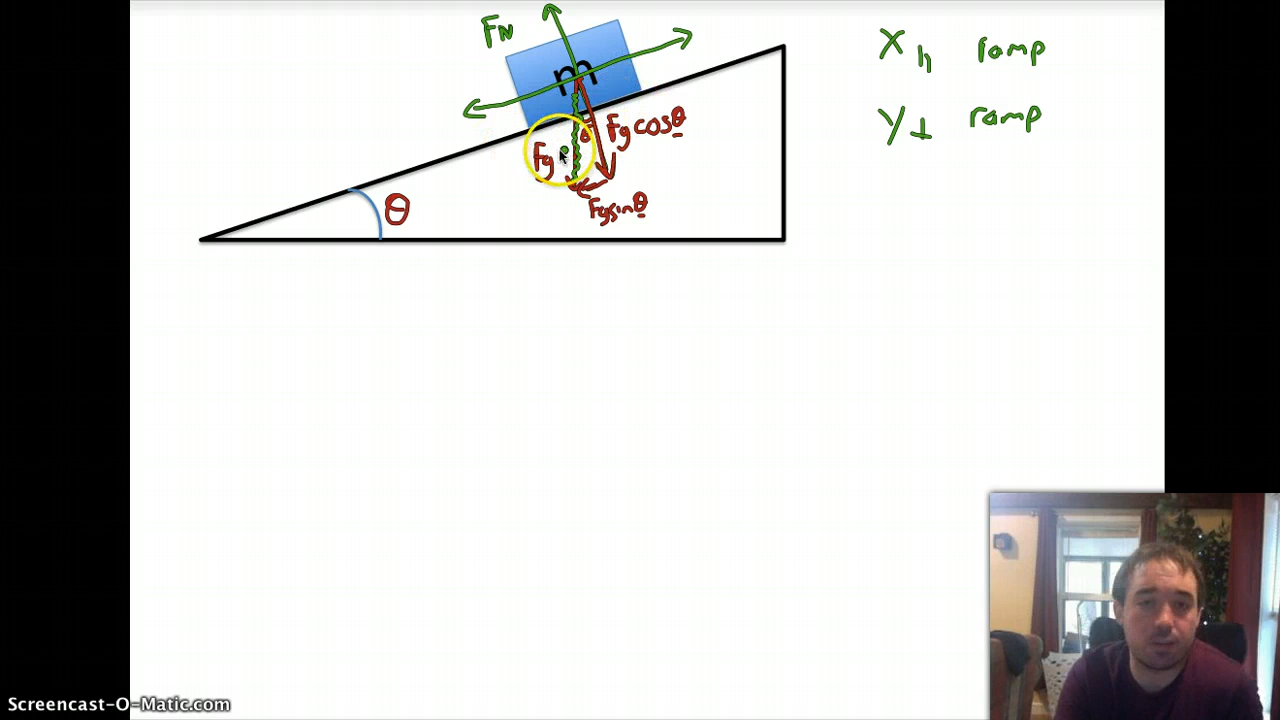 FN
m
X || ramp
y ⊥ ramp
θ
Fg
Fg cosθ
Fg sinθ
θ
Screencast-O-Matic.com